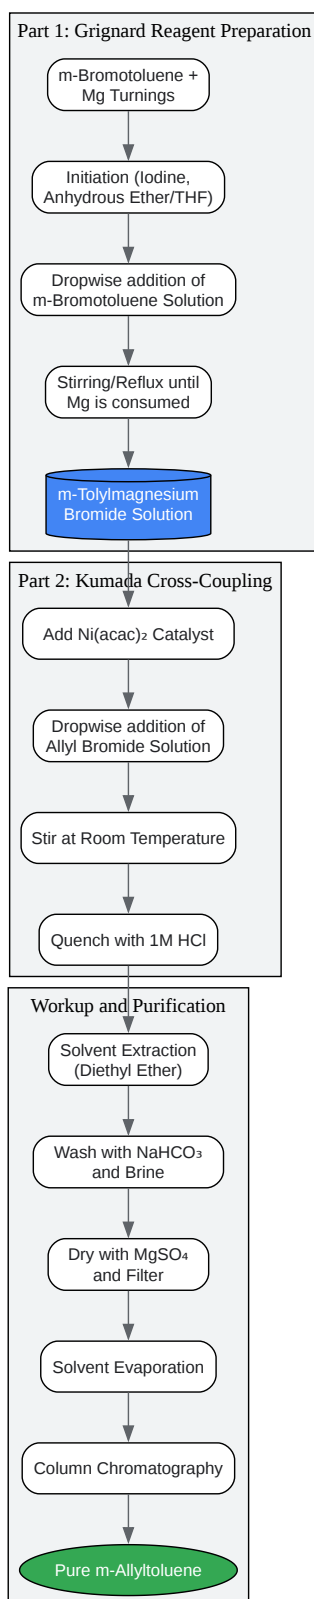 Part 1: Grignard Reagent Preparation
m-Bromotoluene +
Mg Turnings
Initiation (Iodine,
Anhydrous Ether/THF)
Dropwise addition of
m-Bromotoluene Solution
Stirring/Reflux until
Mg is consumed
m-Tolylmagnesium
Bromide Solution
Part 2: Kumada Cross-Coupling
Add Ni(acac)₂ Catalyst
Dropwise addition of
Allyl Bromide Solution
Stir at Room Temperature
Quench with 1M HCl
Workup and Purification
Solvent Extraction
(Diethyl Ether)
Wash with NaHCO₃
and Brine
Dry with MgSO₄
and Filter
Solvent Evaporation
Column Chromatography
Pure m-Allyltoluene